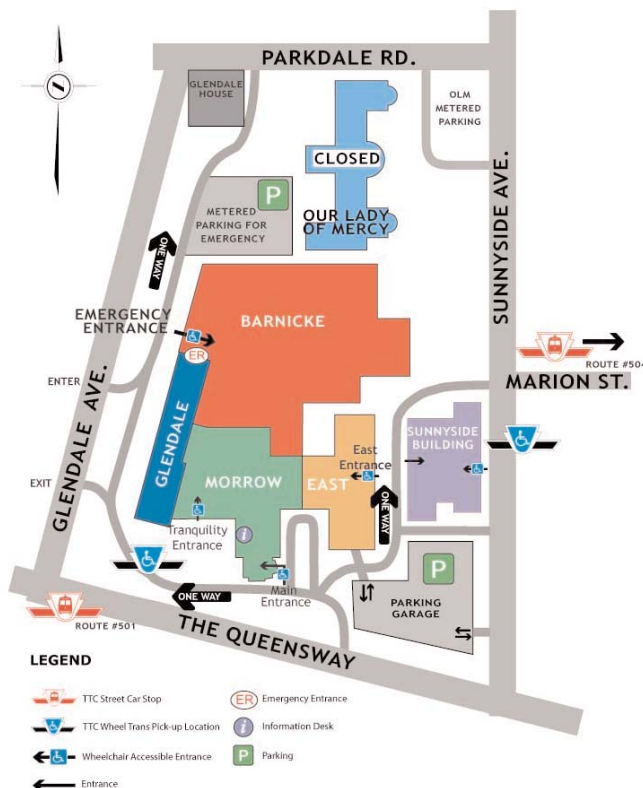 PARKDALE RD.
GLENDALE
HOUSE
OLM
METERED
PARKING
CLOSED
P
METERED
PARKING FOR
EMERGENCY
OUR LADY
OF MERCY
SUNNYSIDE AVE.
ONE WAY
EMERGENCY
ENTRANCE
BARNICKE
ER
ROUTE #504
MARION ST.
ENTER
GLENDALE AVE.
GLENDALE
SUNNYSIDE
BUILDING
East
Entrance
EXIT
MORROW
EAST
ONE WAY
Tranquility
Entrance
i
P
ONE WAY
Main
Entrance
PARKING
GARAGE
ROUTE #501
THE QUEENSWAY
LEGEND
TTC Street Car Stop
ER Emergency Entrance
TTC Wheel Trans Pick-up Location
i Information Desk
Wheelchair Accessible Entrance
P Parking
Entrance